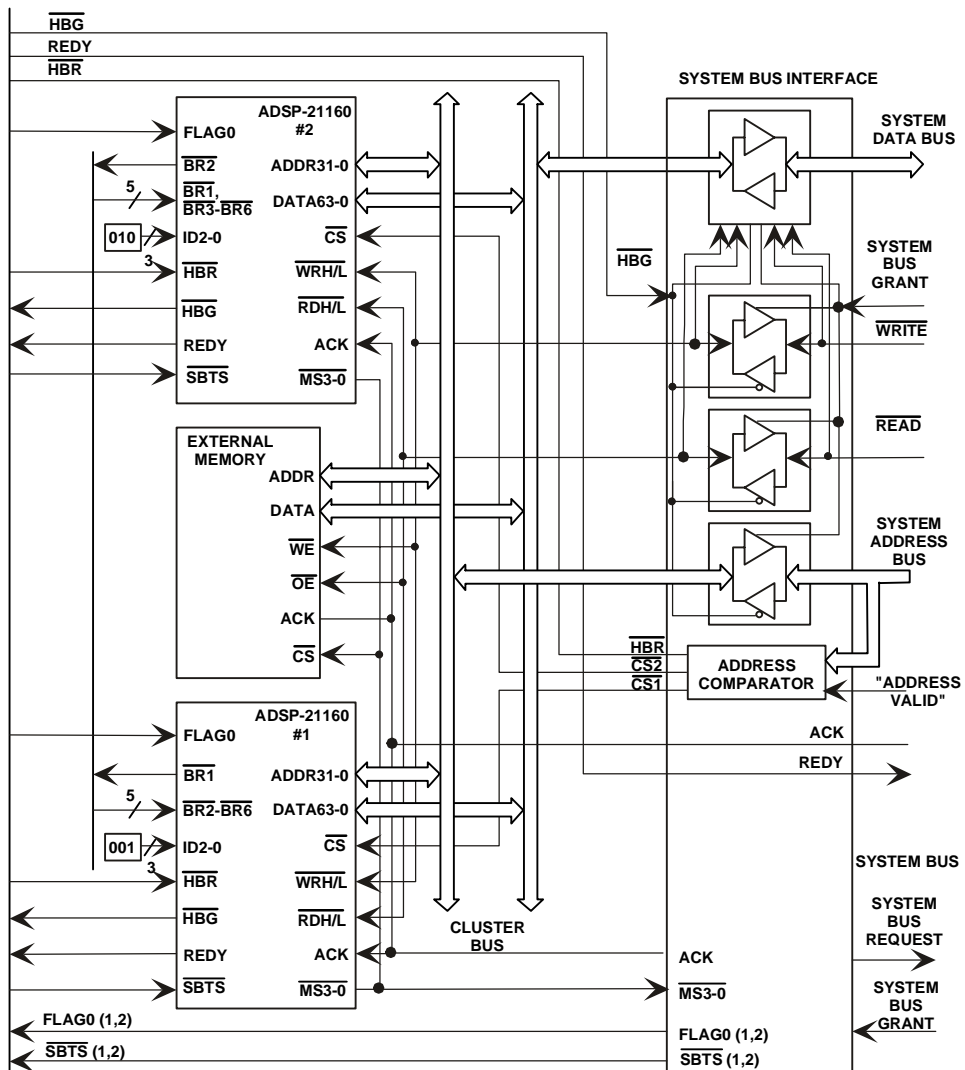 HBG
REDY
HBR
SYSTEM BUS INTERFACE
ADSP-21160
#2
FLAG0
BR2
BR1,
BR3-BR6
5
010
ID2-0
3
HBR
HBG
REDY
SBTS
ADDR31-0
DATA63-0
CS
WRH/L
RDH/L
ACK
MS3-0
SYSTEM
DATA BUS
HBG
SYSTEM
BUS
GRANT
WRITE
READ
EXTERNAL
MEMORY
ADDR
DATA
WE
OE
ACK
CS
SYSTEM
ADDRESS
BUS
HBR
CS2
CS1
ADDRESS
COMPARATOR
"ADDRESS
VALID"
ACK
REDY
ADSP-21160
#1
FLAG0
BR1
5
BR2-BR6
001
ID2-0
3
HBR
HBG
REDY
SBTS
ADDR31-0
DATA63-0
CS
WRH/L
RDH/L
ACK
MS3-0
CLUSTER
BUS
SYSTEM BUS
SYSTEM
BUS
REQUEST
ACK
MS3-0
SYSTEM
BUS
GRANT
FLAG0 (1,2)
FLAG0 (1,2)
SBTS (1,2)
SBTS (1,2)